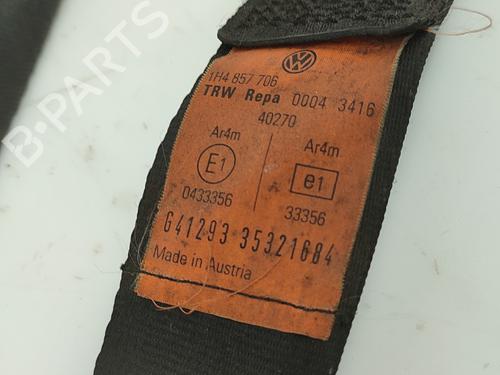 1H4 857 706
TRW Repa 0004 3416
40270
Ar4m
Ar4m
E1
e1
0433356
33356
G41293 35321684
Made in Austria
B-PARTS